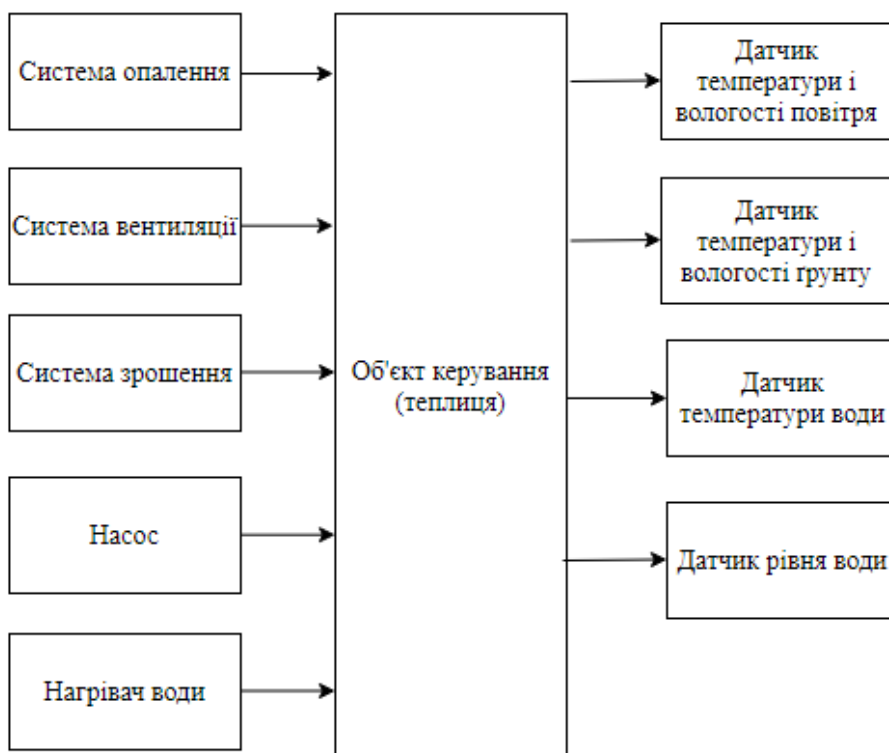 Система опалення
Система вентиляції
Система зрошення
Насос
Нагрівач води
Об'єкт керування
(теплиця)
Датчик
температури і
вологості повітря
Датчик
температури і
вологості ґрунту
Датчик
температури води
Датчик рівня води